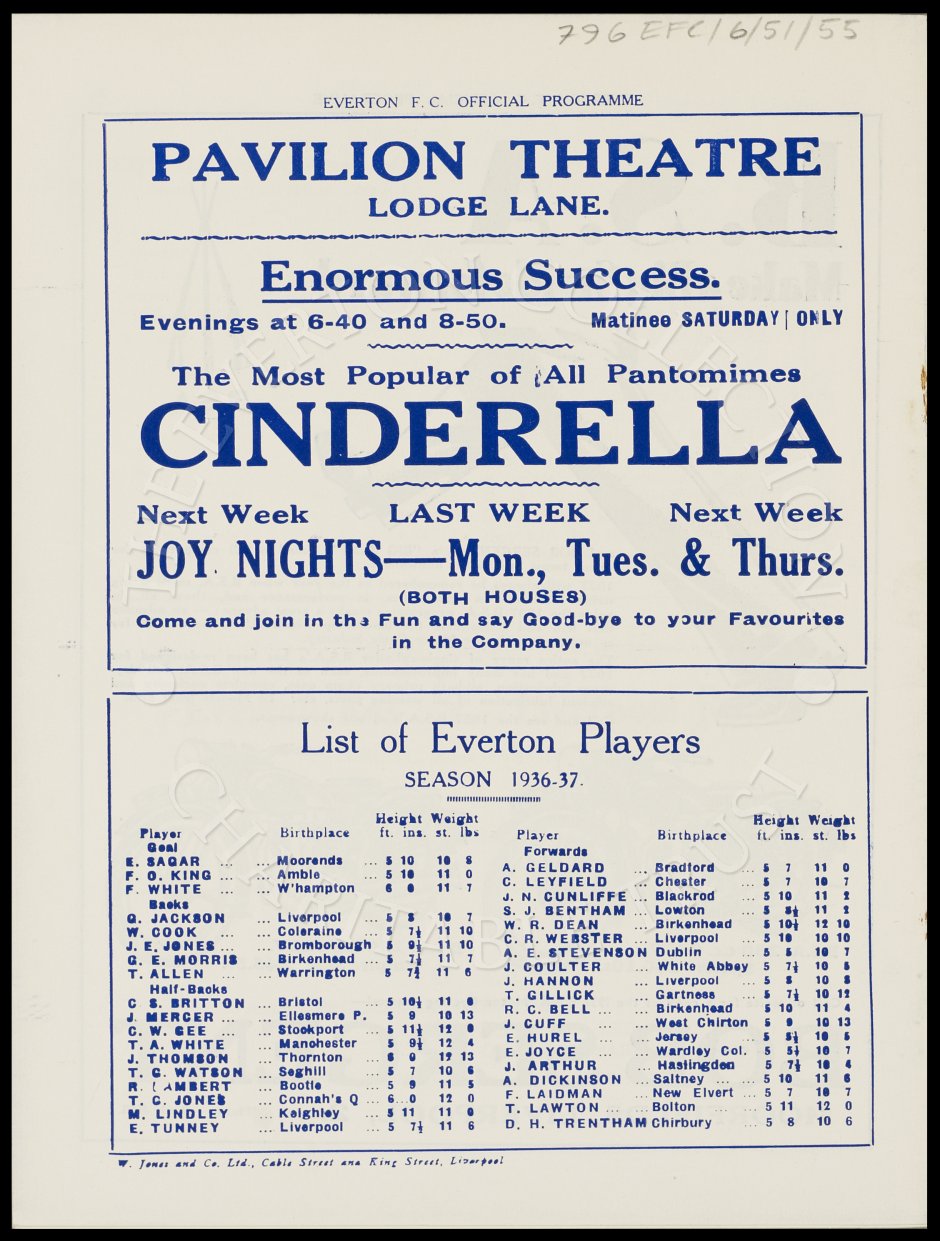 796 EFC/6/51/55
EVERTON F.C. OFFICIAL PROGRAMME
PAVILION THEATRE
LODGE LANE.
Enormous Success.
Evenings at 6-40 and 8-50. Matinee SATURDAY ONLY
The Most Popular of All Pantomimes
CINDERELLA
Next Week LAST WEEK Next Week
JOY NIGHTS—Mon., Tues. & Thurs.
(BOTH HOUSES)
Come and join in the Fun and say Good-bye to your Favourites
in the Company.
THE EVERTON COLLECTION
CHARITABLE TRUST
List of Everton Players
SEASON 1936-37.
Height Weight
Player Birthplace ft. ins. st. lbs
Goal
E. SAGAR ... ... Moorends ... 5 10 10 8
F. O. KING ... ... Amble ... 5 10 11 0
F. WHITE ... ... W'hampton 6 0 11 7
Backs
G. JACKSON ... Liverpool ... 5 8 10 7
W. COOK ... ... Coleraine ... 5 7½ 11 10
J. E. JONES ... ... Bromborough 5 9½ 11 10
G. E. MORRIS ... Birkenhead ... 5 7½ 11 7
T. ALLEN ... ... Warrington 5 7¾ 11 6
Half-Backs
C S. BRITTON ... Bristol ... 5 10½ 11 0
J. MERCER ... ... Ellesmere P. 5 9 10 13
C. W. GEE ... ... Stockport ... 5 11½ 12 0
T. A. WHITE ... Manchester 5 9½ 12 4
J. THOMSON ... Thornton ... 6 0 12 13
T. G. WATSON ... Seghill ... 5 7 10 6
R. LAMBERT ... Bootle ... 5 9 11 5
T. G. JONES ... Connah's Q ... 6 0 12 0
M. LINDLEY ... Keighley ... 5 11 11 0
E. TUNNEY ... Liverpool ... 5 7½ 11 6
Height Weight
Player Birthplace ft. ins. st. lbs
Forwards
A. GELDARD ... Bradford ... 5 7 11 0
C. LEYFIELD ... Chester ... 5 7 10 7
J. N. CUNLIFFE ... Blackrod ... 5 10 11 2
S. J. BENTHAM ... Lowton ... 5 8½ 11 2
W. R. DEAN ... Birkenhead 5 10½ 12 10
C. R. WEBSTER ... Liverpool ... 5 10 10 10
A. E. STEVENSON Dublin ... 5 5 10 7
J. COULTER ... White Abbey 5 7½ 10 5
J. HANNON ... Liverpool ... 5 8 10 8
T. GILLICK ... Gartness ... 5 7½ 10 12
R. C. BELL ... ... Birkenhead 5 10 11 4
J. CUFF ... ... West Chirton 5 9 10 13
E. HUREL ... ... Jersey ... 5 8½ 10 5
E. JOYCE ... ... Wardley Col. 5 5½ 10 7
J. ARTHUR ... Haslingden 5 7½ 10 4
A. DICKINSON ... Saltney ... ... 5 10 11 6
F. LAIDMAN ... New Elvert ... 5 7 10 7
T. LAWTON ... ... Bolton ... 5 11 12 0
D. H. TRENTHAM Chirbury ... 5 8 10 6
W. Jones and Co. Ltd., Cable Street and King Street, Liverpool